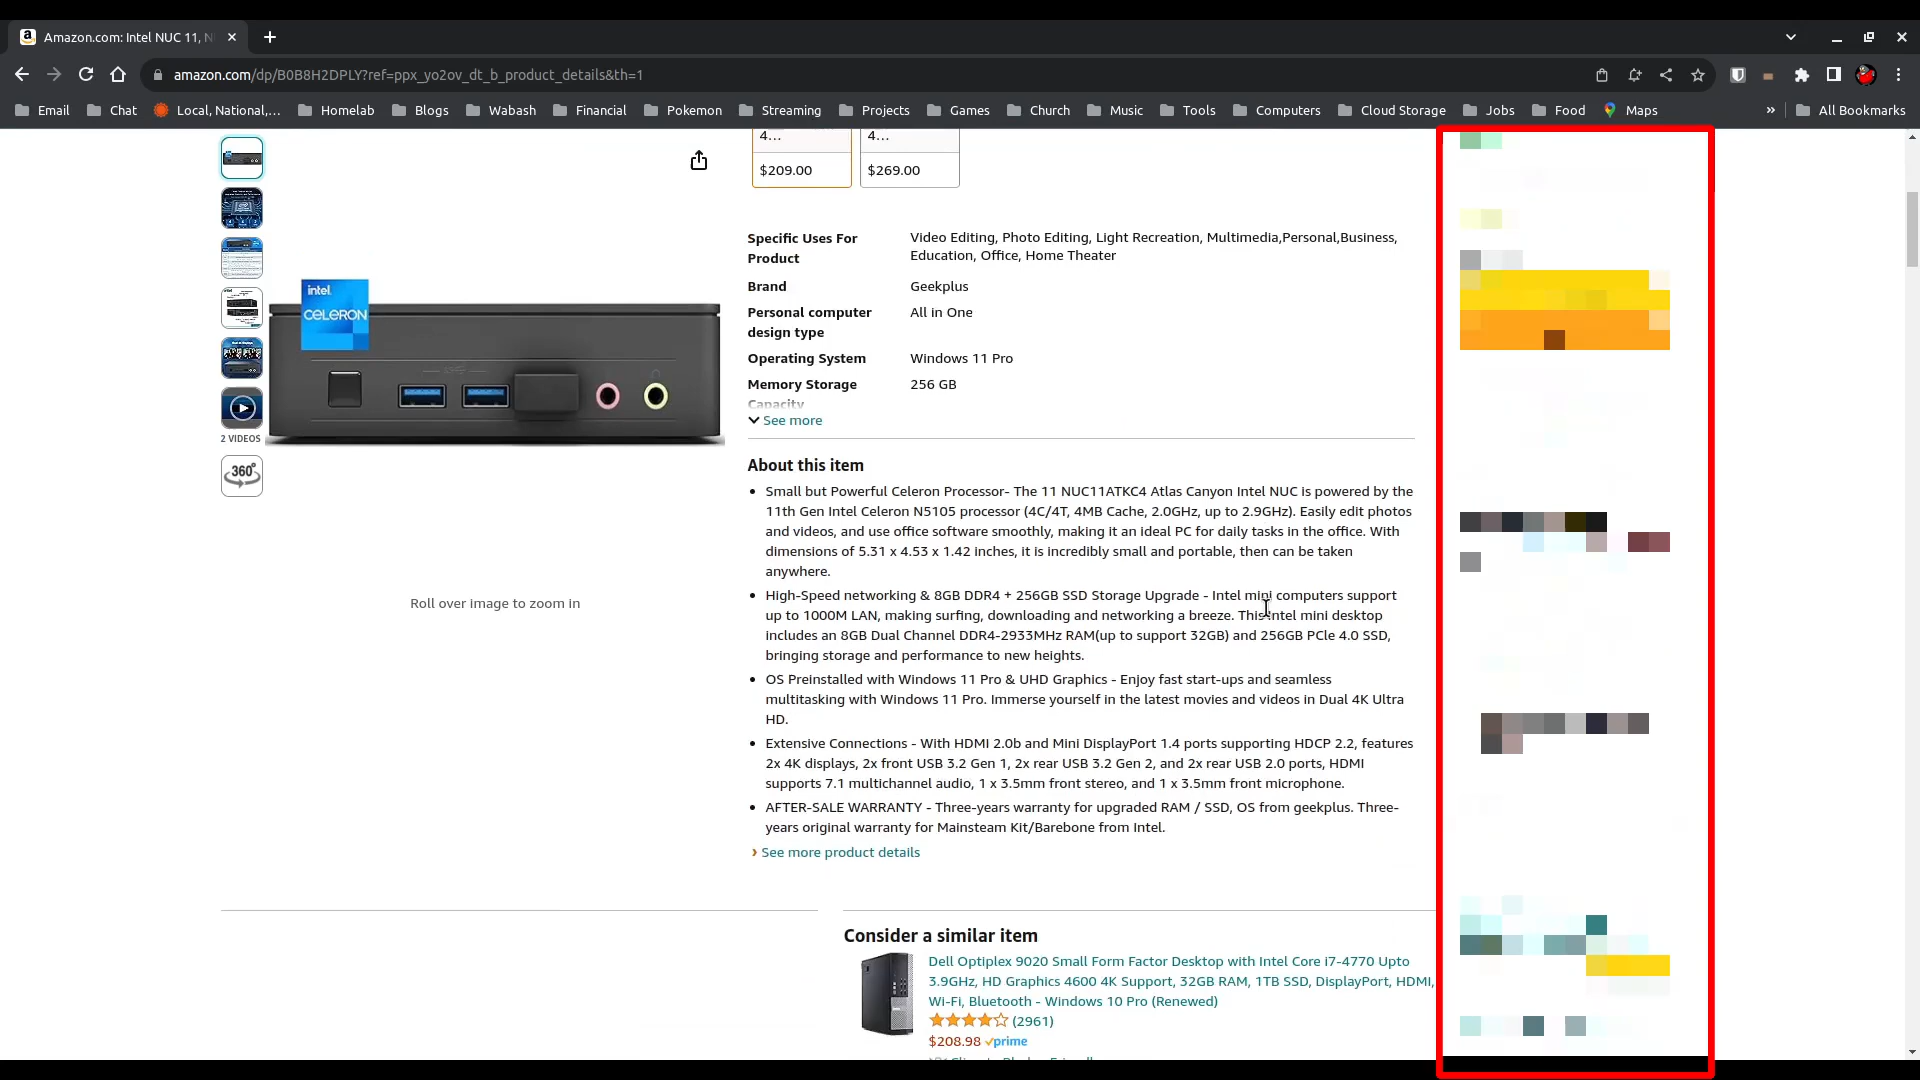 Amazon.com: Intel NUC 11, N
amazon.com/dp/B0B8H2DPLY?ref=ppx_yo2ov_dt_b_product_details&th=1
Email Chat Local, National,... Homelab Blogs Wabash Financial Pokemon Streaming Projects Games Church Music Tools Computers Cloud Storage Jobs Food Maps » All Bookmarks
4... 4...
$209.00 $269.00
Specific Uses For Product
Video Editing, Photo Editing, Light Recreation, Multimedia,Personal,Business,
Education, Office, Home Theater
Brand Geekplus
Personal computer design type
All in One
Operating System Windows 11 Pro
Memory Storage Capacity
256 GB
See more
intel
CELERON
2 VIDEOS
360°
Roll over image to zoom in
About this item
• Small but Powerful Celeron Processor- The 11 NUC11ATKC4 Atlas Canyon Intel NUC is powered by the
11th Gen Intel Celeron N5105 processor (4C/4T, 4MB Cache, 2.0GHz, up to 2.9GHz). Easily edit photos
and videos, and use office software smoothly, making it an ideal PC for daily tasks in the office. With
dimensions of 5.31 x 4.53 x 1.42 inches, it is incredibly small and portable, then can be taken
anywhere.
• High-Speed networking & 8GB DDR4 + 256GB SSD Storage Upgrade - Intel mini computers support
up to 1000M LAN, making surfing, downloading and networking a breeze. This Intel mini desktop
includes an 8GB Dual Channel DDR4-2933MHz RAM(up to support 32GB) and 256GB PCle 4.0 SSD,
bringing storage and performance to new heights.
• OS Preinstalled with Windows 11 Pro & UHD Graphics - Enjoy fast start-ups and seamless
multitasking with Windows 11 Pro. Immerse yourself in the latest movies and videos in Dual 4K Ultra
HD.
• Extensive Connections - With HDMI 2.0b and Mini DisplayPort 1.4 ports supporting HDCP 2.2, features
2x 4K displays, 2x front USB 3.2 Gen 1, 2x rear USB 3.2 Gen 2, and 2x rear USB 2.0 ports, HDMI
supports 7.1 multichannel audio, 1 x 3.5mm front stereo, and 1 x 3.5mm front microphone.
• AFTER-SALE WARRANTY - Three-years warranty for upgraded RAM / SSD, OS from geekplus. Three-
years original warranty for Mainsteam Kit/Barebone from Intel.
› See more product details
Consider a similar item
Dell Optiplex 9020 Small Form Factor Desktop with Intel Core i7-4770 Upto
3.9GHz, HD Graphics 4600 4K Support, 32GB RAM, 1TB SSD, DisplayPort, HDMI,
Wi-Fi, Bluetooth - Windows 10 Pro (Renewed)
(2961)
$208.98 prime